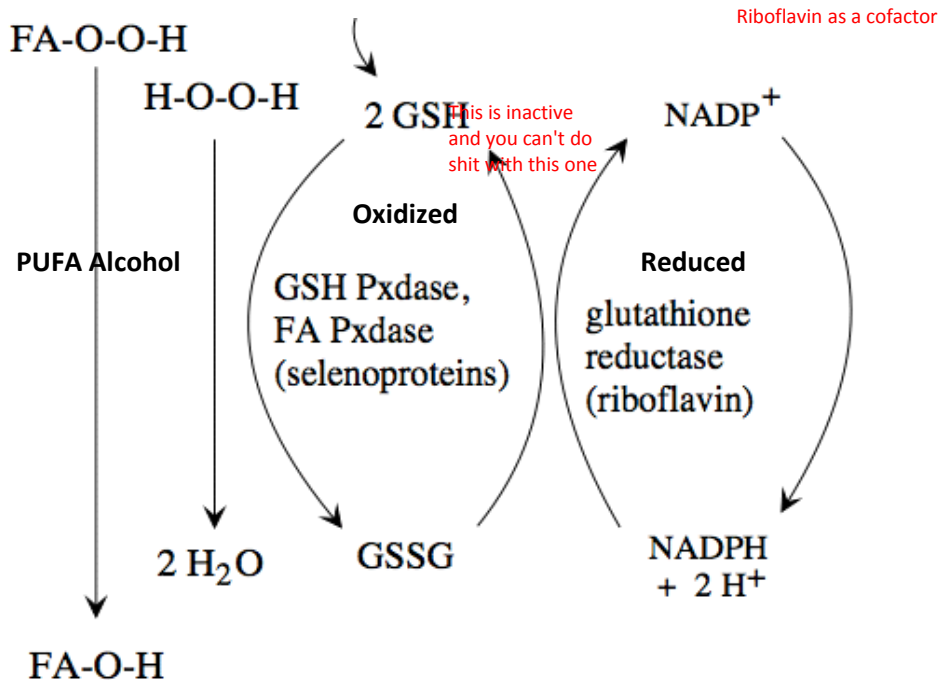 Riboflavin as a cofactor
FA-O-O-H
H-O-O-H
2 GSH
This is inactive
and you can't do
shit with this one
NADP+
Oxidized
PUFA Alcohol
Reduced
GSH Pxdase,
FA Pxdase
(selenoproteins)
glutathione
reductase
(riboflavin)
2 H₂O
GSSG
NADPH
+ 2 H⁺
FA-O-H